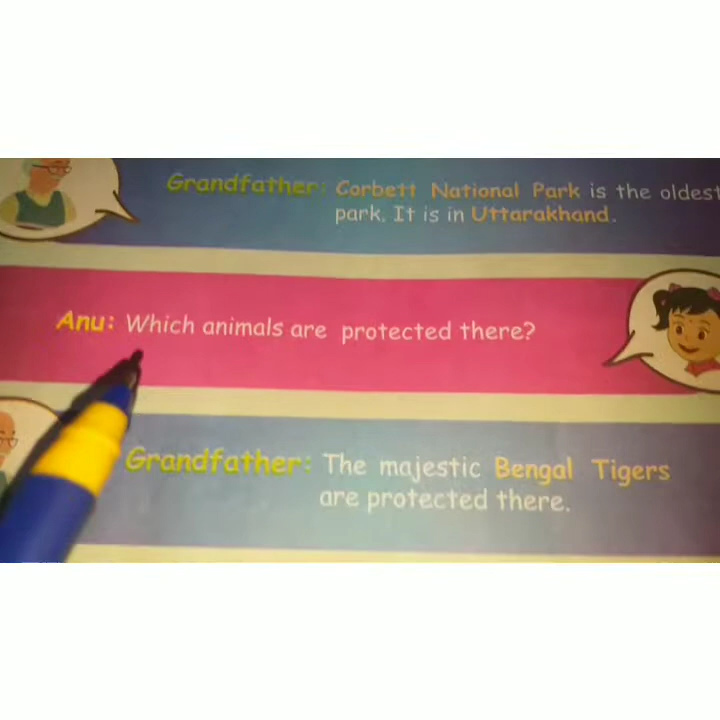 Grandfather: Corbett National Park is the oldest
park. It is in Uttarakhand.
Anu: Which animals are protected there?
Grandfather: The majestic Bengal Tigers
are protected there.